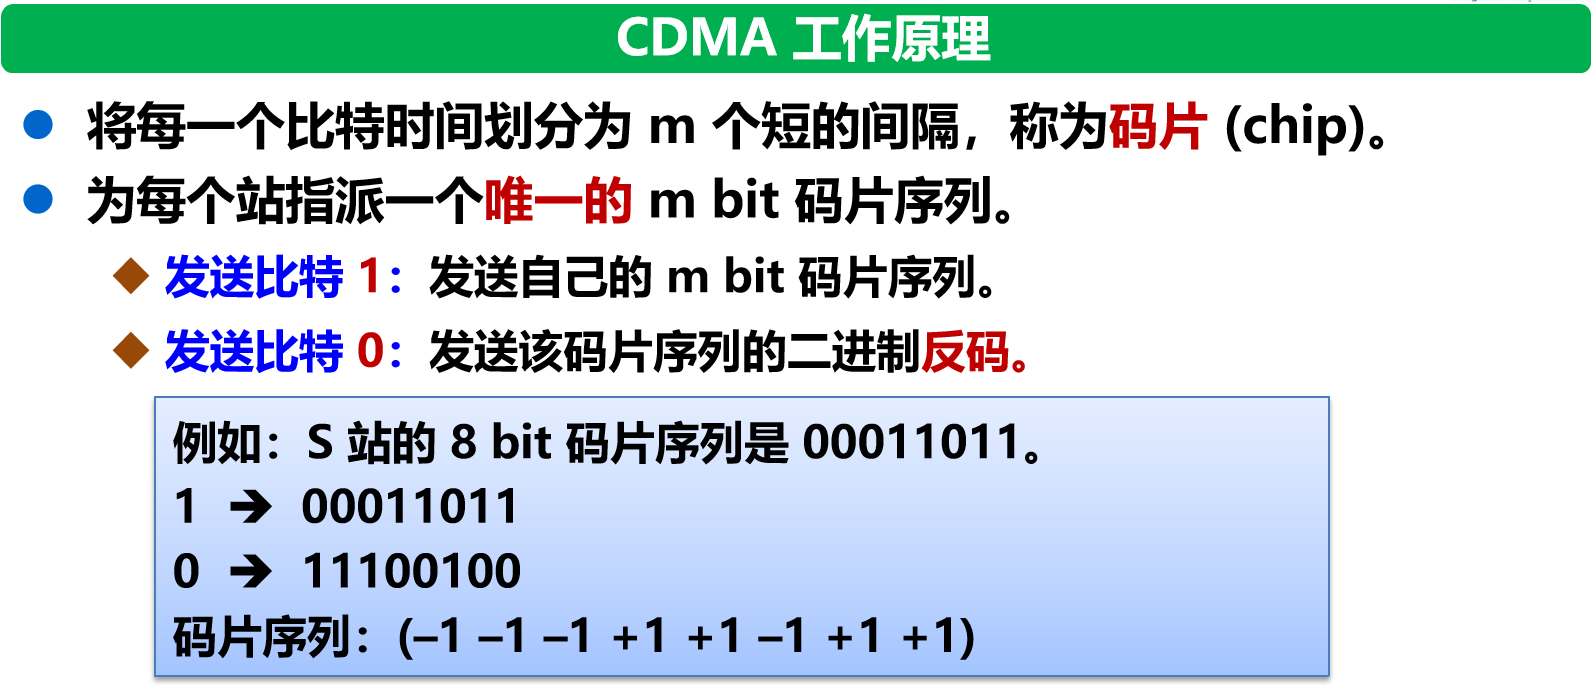 CDMA 工作原理
将每一个比特时间划分为 m 个短的间隔，称为码片 (chip)。
为每个站指派一个唯一的 m bit 码片序列。
发送比特 1：发送自己的 m bit 码片序列。
发送比特 0：发送该码片序列的二进制反码。
例如：S 站的 8 bit 码片序列是 00011011。
1 ➔ 00011011
0 ➔ 11100100
码片序列：(–1 –1 –1 +1 +1 –1 +1 +1)